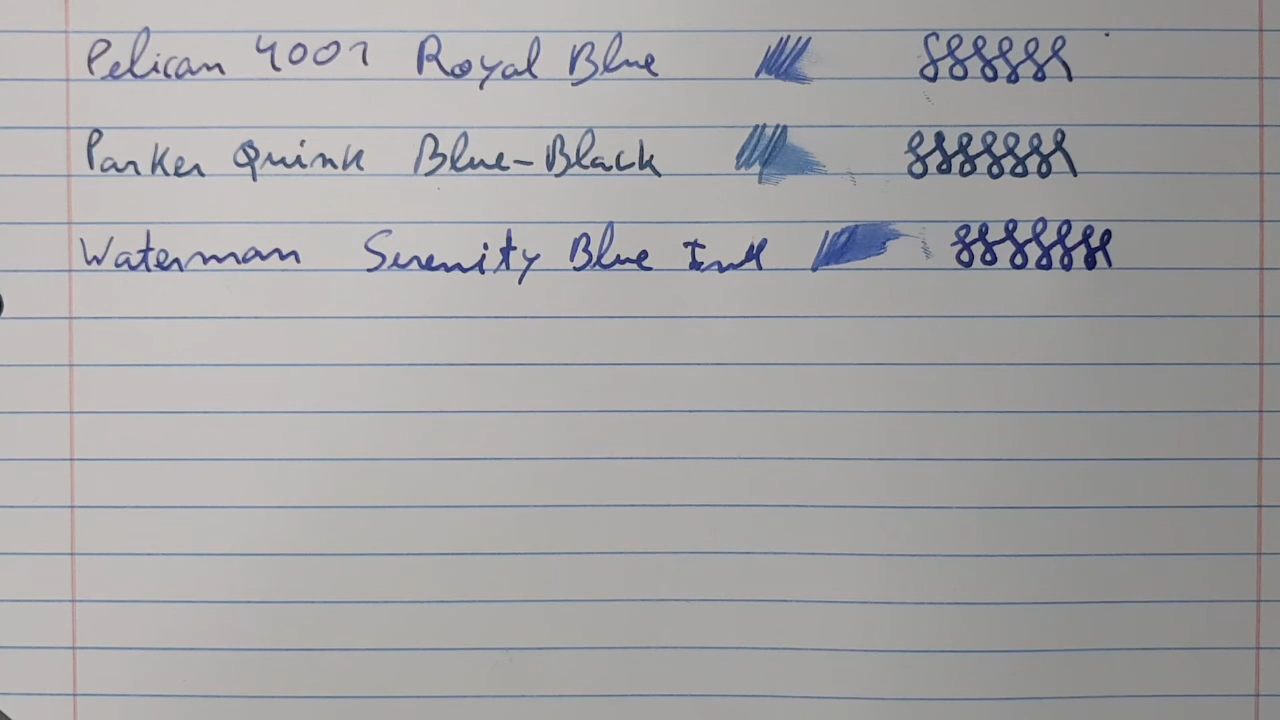 Pelican 4001 Royal Blue
Parker Quink Blue-Black
Waterman Serenity Blue Ink